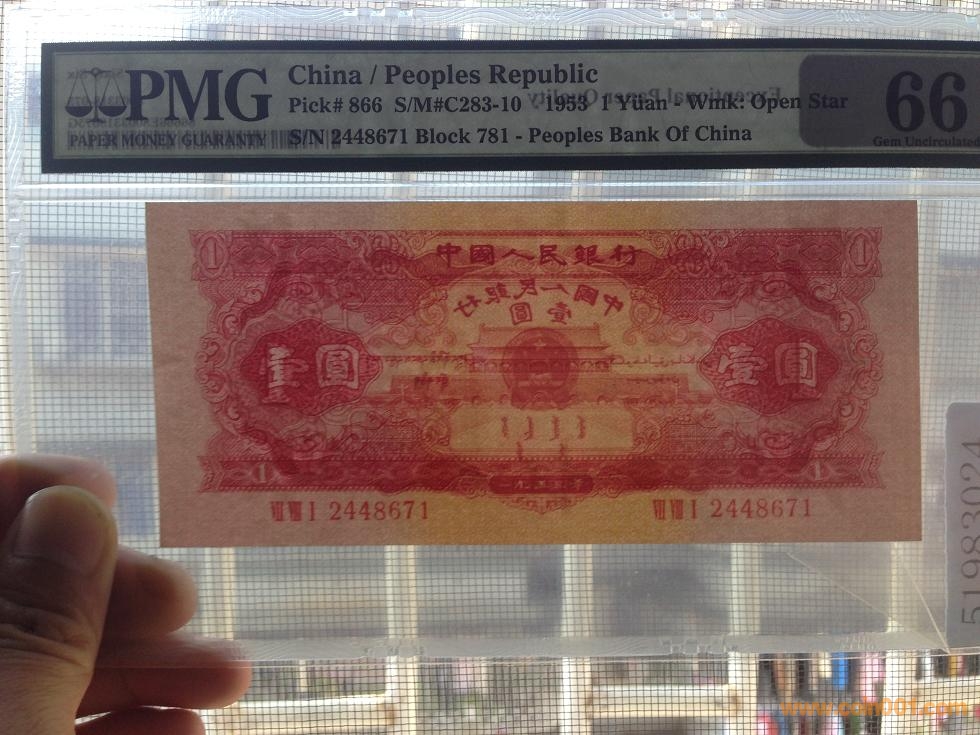 PMG
PAPER MONEY GUARANTY
China / Peoples Republic
Pick# 866 S/M#C283-10 1953 1 Yuan - Wmk: Open Star
S/N 2448671 Block 781 - Peoples Bank Of China
Exceptional Paper Quality
66
Gem Uncirculated
中國人民銀行
1 1
中國人民銀行
壹圓
壹圓 壹圓
1 1
一九五三年
VII VIII I 2448671 VII VIII I 2448671
51983024